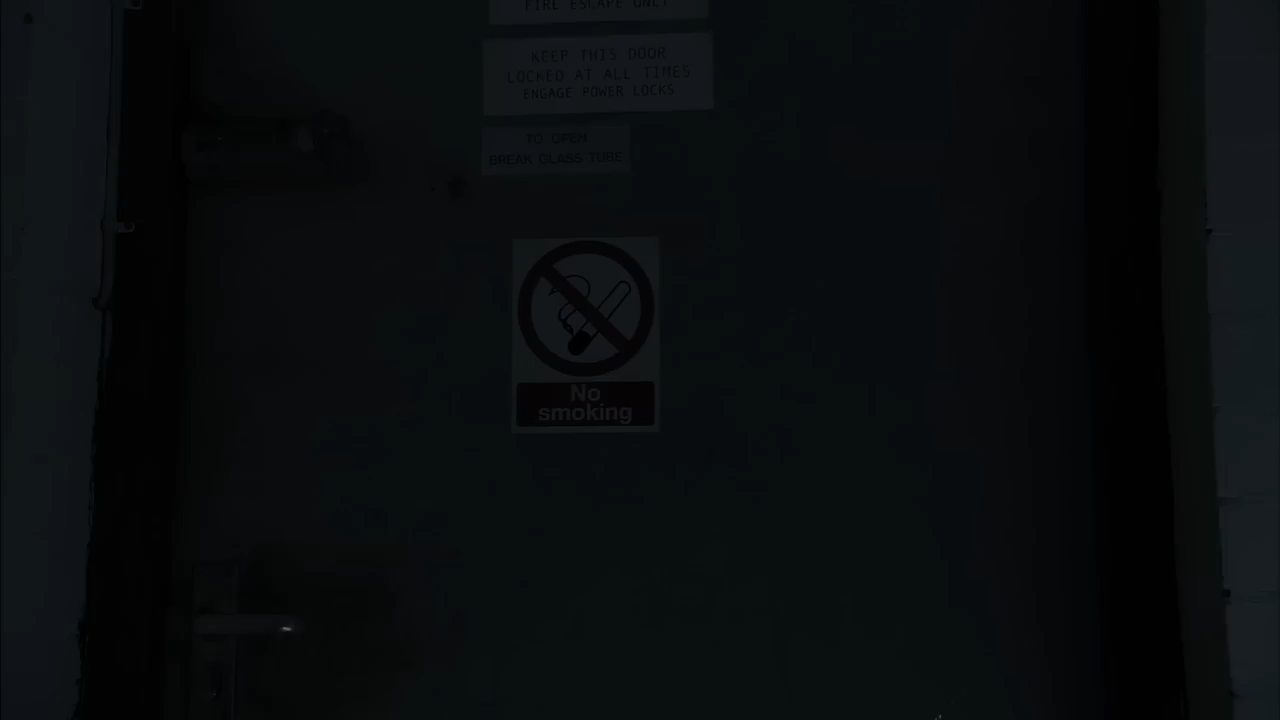 FIRE ESCAPE ONLY
KEEP THIS DOOR
LOCKED AT ALL TIMES
ENGAGE POWER LOCKS
TO OPEN
BREAK GLASS TUBE
No
smoking